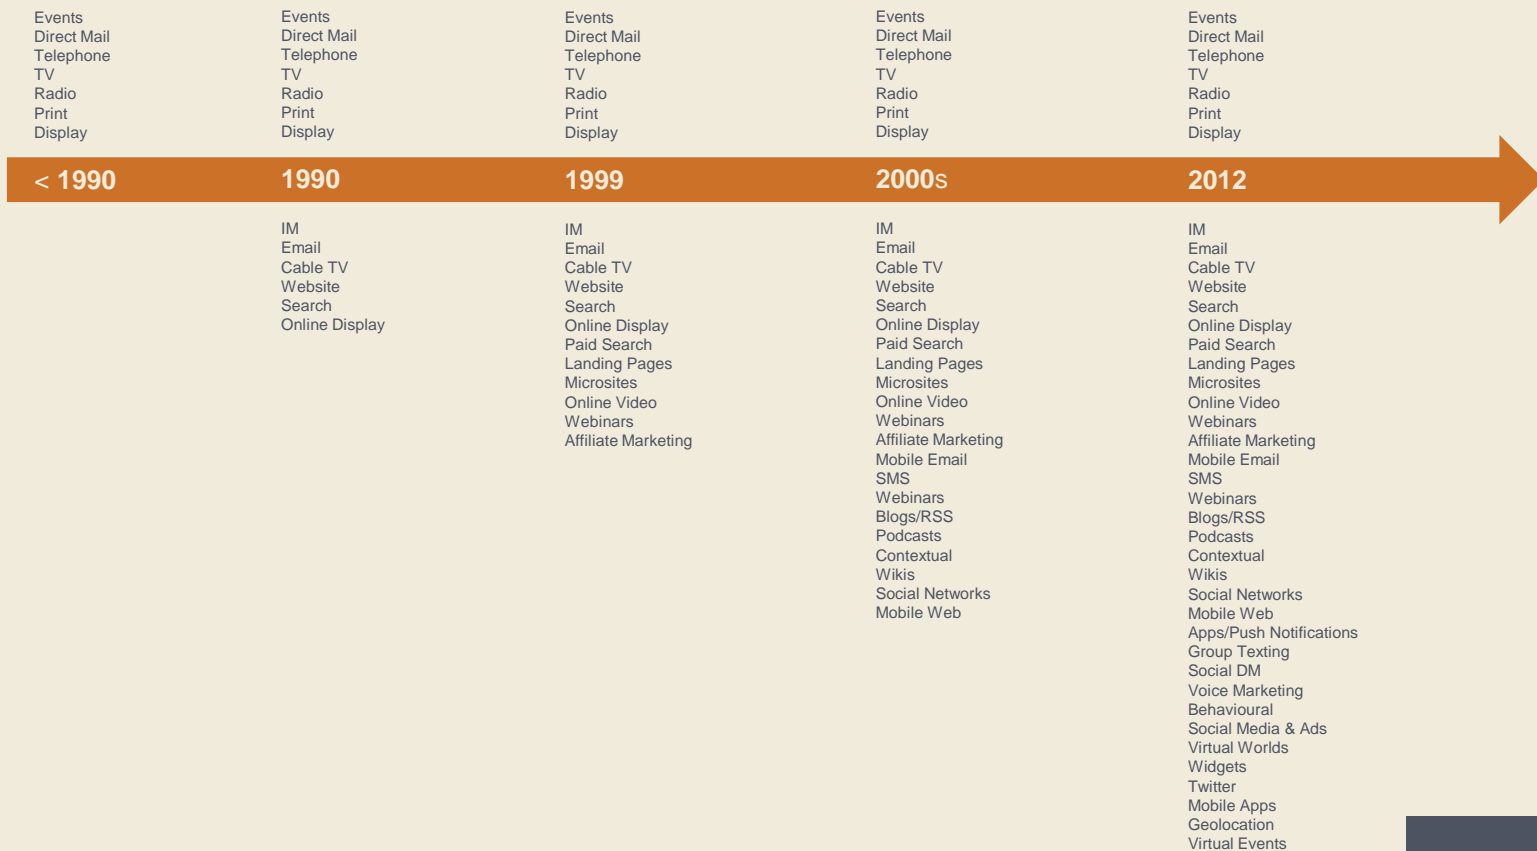 Events
Direct Mail
Telephone
TV
Radio
Print
Display
Events
Direct Mail
Telephone
TV
Radio
Print
Display
Events
Direct Mail
Telephone
TV
Radio
Print
Display
Events
Direct Mail
Telephone
TV
Radio
Print
Display
Events
Direct Mail
Telephone
TV
Radio
Print
Display
< 1990
1990
1999
2000s
2012
IM
Email
Cable TV
Website
Search
Online Display
IM
Email
Cable TV
Website
Search
Online Display
Paid Search
Landing Pages
Microsites
Online Video
Webinars
Affiliate Marketing
IM
Email
Cable TV
Website
Search
Online Display
Paid Search
Landing Pages
Microsites
Online Video
Webinars
Affiliate Marketing
Mobile Email
SMS
Webinars
Blogs/RSS
Podcasts
Contextual
Wikis
Social Networks
Mobile Web
IM
Email
Cable TV
Website
Search
Online Display
Paid Search
Landing Pages
Microsites
Online Video
Webinars
Affiliate Marketing
Mobile Email
SMS
Webinars
Blogs/RSS
Podcasts
Contextual
Wikis
Social Networks
Mobile Web
Apps/Push Notifications
Group Texting
Social DM
Voice Marketing
Behavioural
Social Media & Ads
Virtual Worlds
Widgets
Twitter
Mobile Apps
Geolocation
Virtual Events